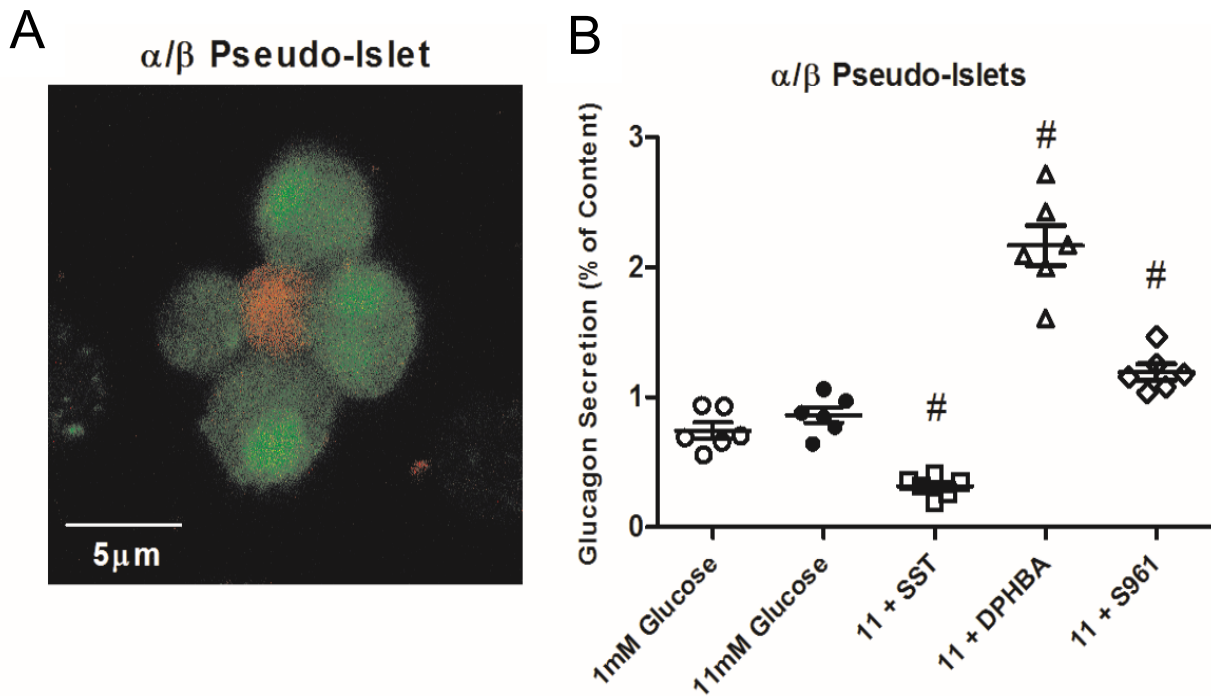 A
α/β Pseudo-Islet
5μm
B
α/β Pseudo-Islets
Glucagon Secretion (% of Content)
3
2
1
0
#
#
#
1mM Glucose
11mM Glucose
11 + SST
11 + DPHBA
11 + S961